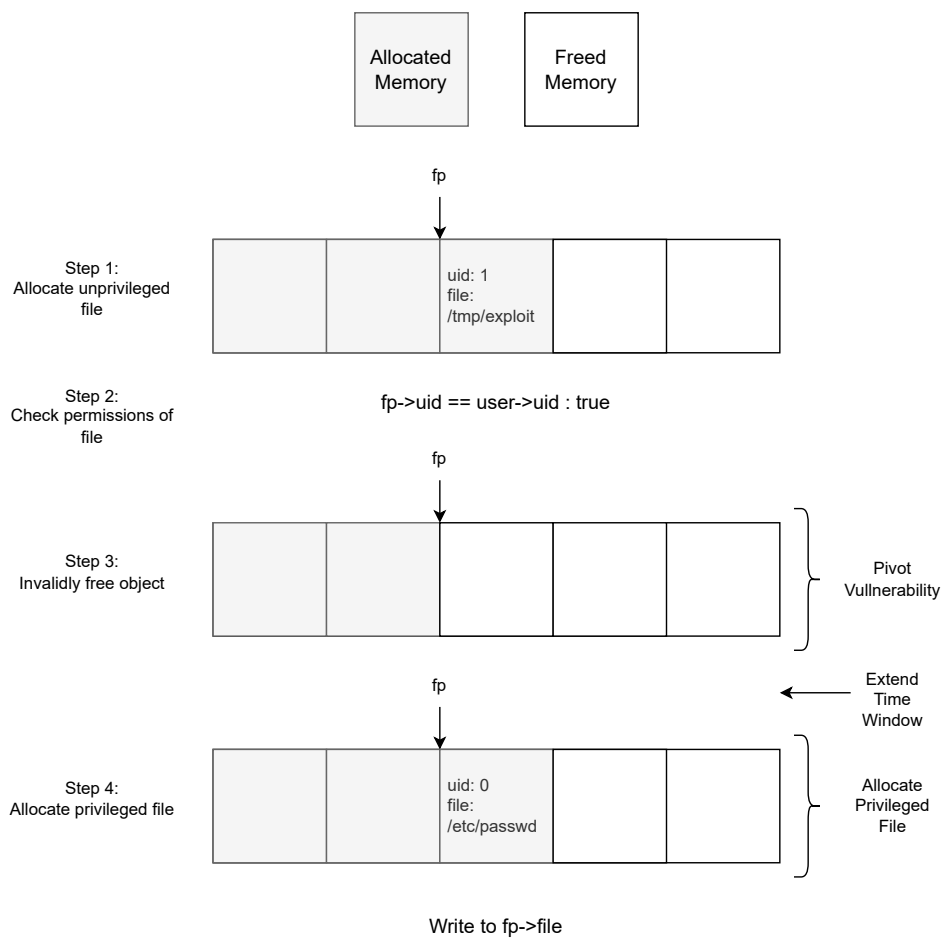 Allocated
Memory
Freed
Memory
fp
Step 1:
Allocate unprivileged
file
uid: 1
file:
/tmp/exploit
Step 2:
Check permissions of
file
fp->uid == user->uid : true
fp
Step 3:
Invalidly free object
Pivot
Vullnerability
fp
Extend
Time
Window
Step 4:
Allocate privileged file
uid: 0
file:
/etc/passwd
Allocate
Privileged
File
Write to fp->file